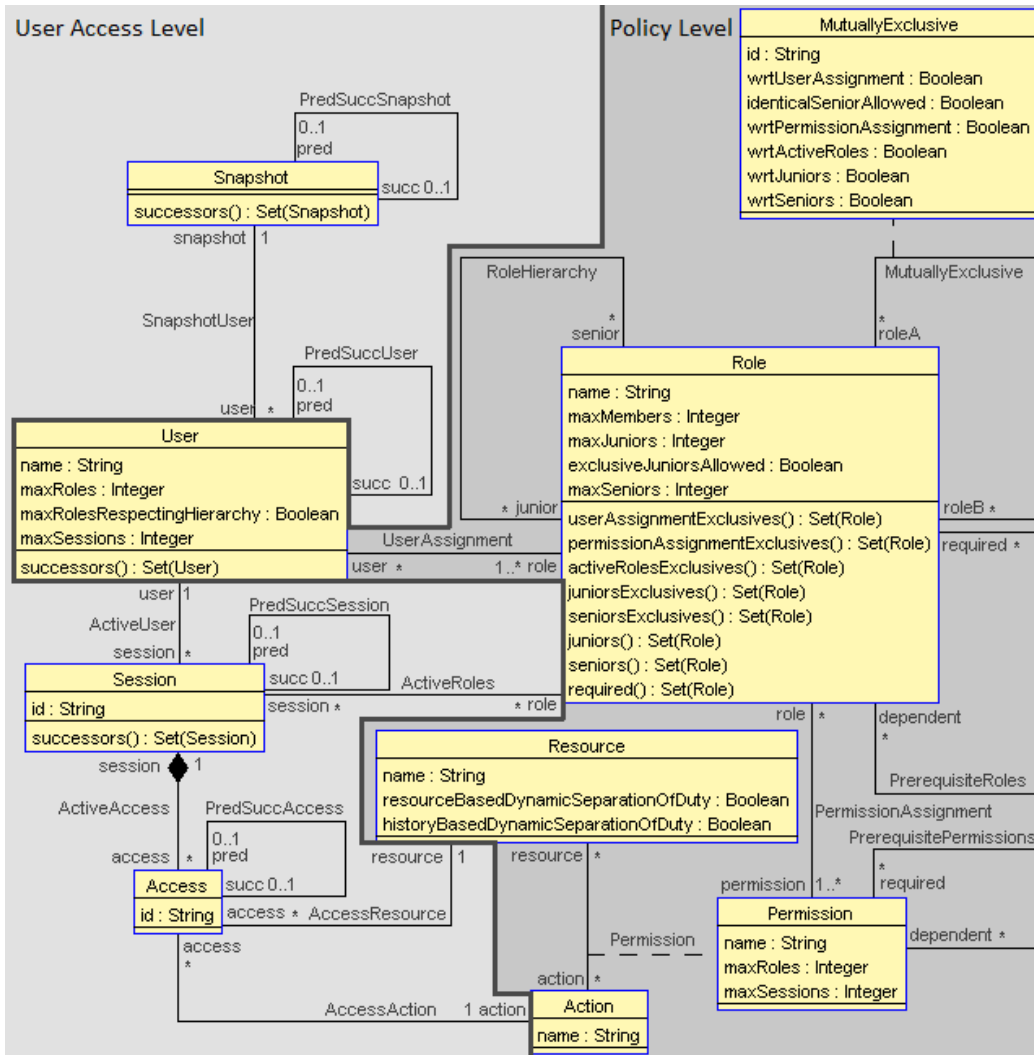 User Access Level
Policy Level
MutuallyExclusive
id : String
wrtUserAssignment : Boolean
identicalSeniorAllowed : Boolean
wrtPermissionAssignment : Boolean
wrtActiveRoles : Boolean
wrtJuniors : Boolean
wrtSeniors : Boolean
PredSuccSnapshot
0..1
pred
Snapshot
succ 0..1
successors() : Set(Snapshot)
snapshot 1
SnapshotUser
RoleHierarchy
*
senior
MutuallyExclusive
*
roleA
PredSuccUser
0..1
pred
user *
User
name : String
maxRoles : Integer
maxRolesRespectingHierarchy : Boolean
maxSessions : Integer
successors() : Set(User)
succ 0..1
Role
name : String
maxMembers : Integer
maxJuniors : Integer
exclusiveJuniorsAllowed : Boolean
maxSeniors : Integer
userAssignmentExclusives() : Set(Role)
permissionAssignmentExclusives() : Set(Role)
activeRolesExclusives() : Set(Role)
juniorsExclusives() : Set(Role)
seniorsExclusives() : Set(Role)
juniors() : Set(Role)
seniors() : Set(Role)
required() : Set(Role)
* junior
roleB *
required *
UserAssignment
user *
1..* role
user 1
ActiveUser
session *
PredSuccSession
0..1
pred
succ 0..1
Session
id : String
successors() : Set(Session)
ActiveRoles
session *
* role
session 1
ActiveAccess
access *
PredSuccAccess
0..1
pred
succ 0..1
Access
id : String
Resource
name : String
resourceBasedDynamicSeparationOfDuty : Boolean
historyBasedDynamicSeparationOfDuty : Boolean
role *
dependent
*
PrerequisiteRoles
PermissionAssignment
PrerequisitePermissions
*
required
permission 1..*
resource 1
resource *
access * AccessResource
access
*
Permission
Permission
name : String
maxRoles : Integer
maxSessions : Integer
dependent *
action *
AccessAction
1 action
Action
name : String